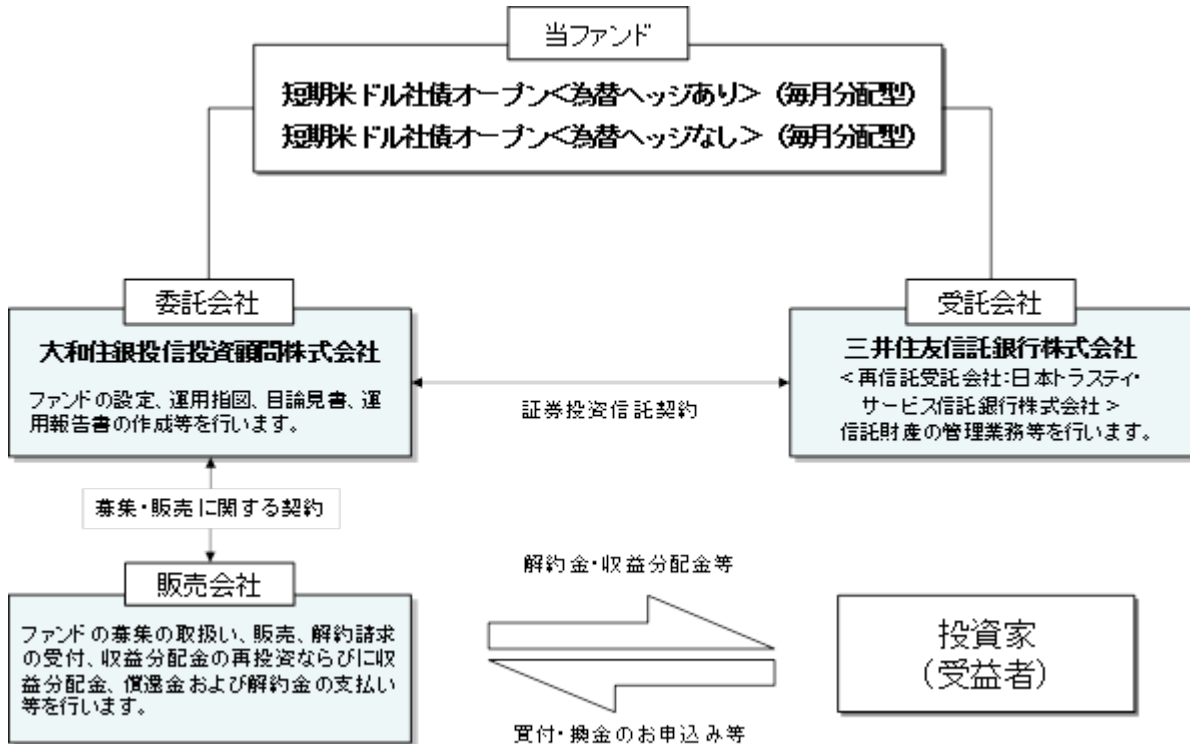 当ファンド
短期米ドル社債オープン<為替ヘッジあり>（毎月分配型）
短期米ドル社債オープン<為替ヘッジなし>（毎月分配型）
委託会社
大和住銀投信投資顧問株式会社
ファンドの設定、運用指図、目論見書、運
用報告書の作成等を行います。
受託会社
三井住友信託銀行株式会社
<再信託受託会社:日本トラスティ・
サービス信託銀行株式会社>
信託財産の管理業務等を行います。
証券投資信託契約
募集・販売に関する契約
販売会社
ファンドの募集の取扱い、販売、解約請求
の受付、収益分配金の再投資ならびに収
益分配金、償還金および解約金の支払い
等を行います。
解約金・収益分配金等
買付・換金のお申込み等
投資家
（受益者）